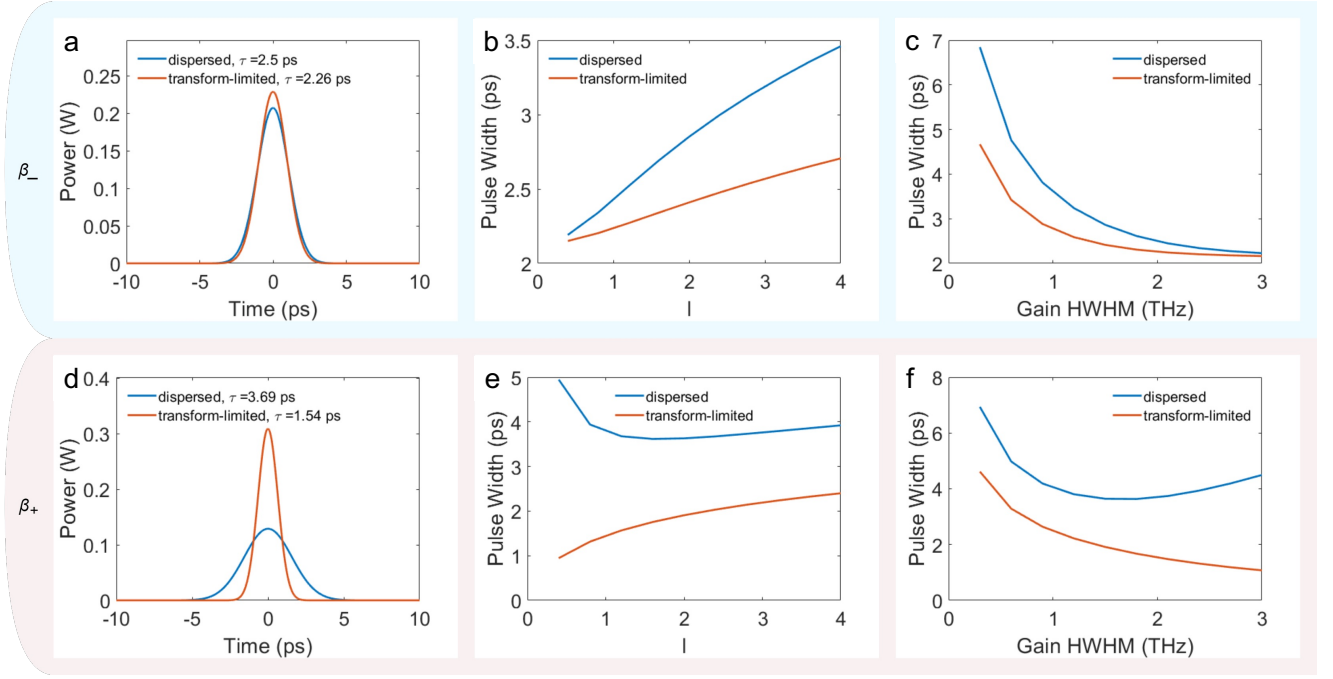 β_
a
dispersed, τ =2.5 ps
transform-limited, τ =2.26 ps
Power (W)
0.25
0.2
0.15
0.1
0.05
0
-10 -5 0 5 10
Time (ps)
b
dispersed
transform-limited
Pulse Width (ps)
3.5
3
2.5
2
0 1 2 3 4
I
c
dispersed
transform-limited
Pulse Width (ps)
7
6
5
4
3
2
0 1 2 3
Gain HWHM (THz)
β+
d
dispersed, τ =3.69 ps
transform-limited, τ =1.54 ps
Power (W)
0.4
0.3
0.2
0.1
0
-10 -5 0 5 10
Time (ps)
e
dispersed
transform-limited
Pulse Width (ps)
5
4
3
2
1
0
0 1 2 3 4
I
f
dispersed
transform-limited
Pulse Width (ps)
8
6
4
2
0
0 1 2 3
Gain HWHM (THz)